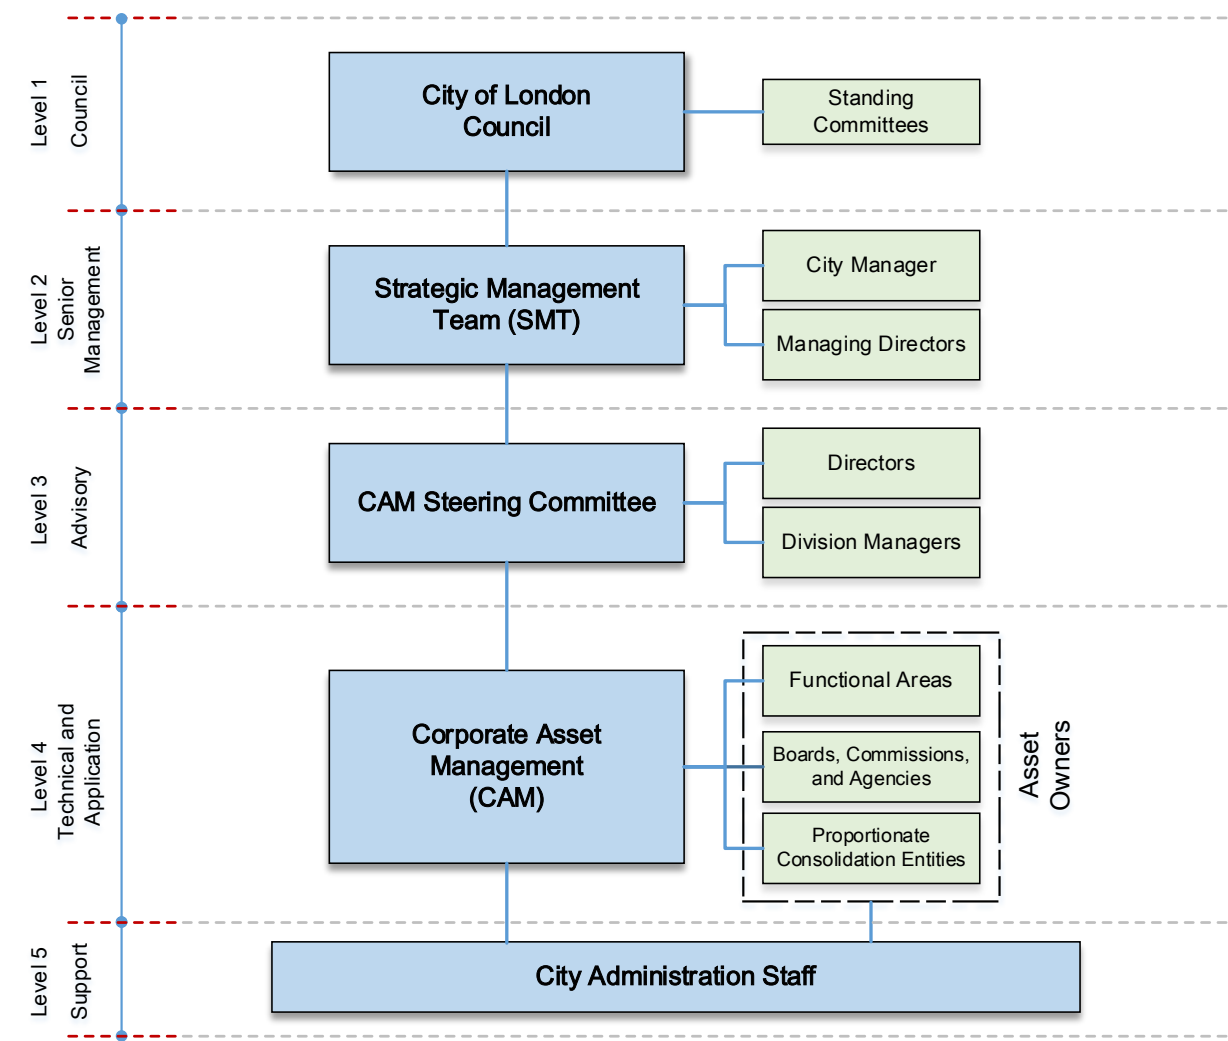 Level 1
Council
City of London
Council
Standing
Committees
Level 2
Senior
Management
Strategic Management
Team (SMT)
City Manager
Managing Directors
Level 3
Advisory
CAM Steering Committee
Directors
Division Managers
Level 4
Technical and
Application
Corporate Asset
Management
(CAM)
Functional Areas
Boards, Commissions,
and Agencies
Proportionate
Consolidation Entities
Asset
Owners
Level 5
Support
City Administration Staff